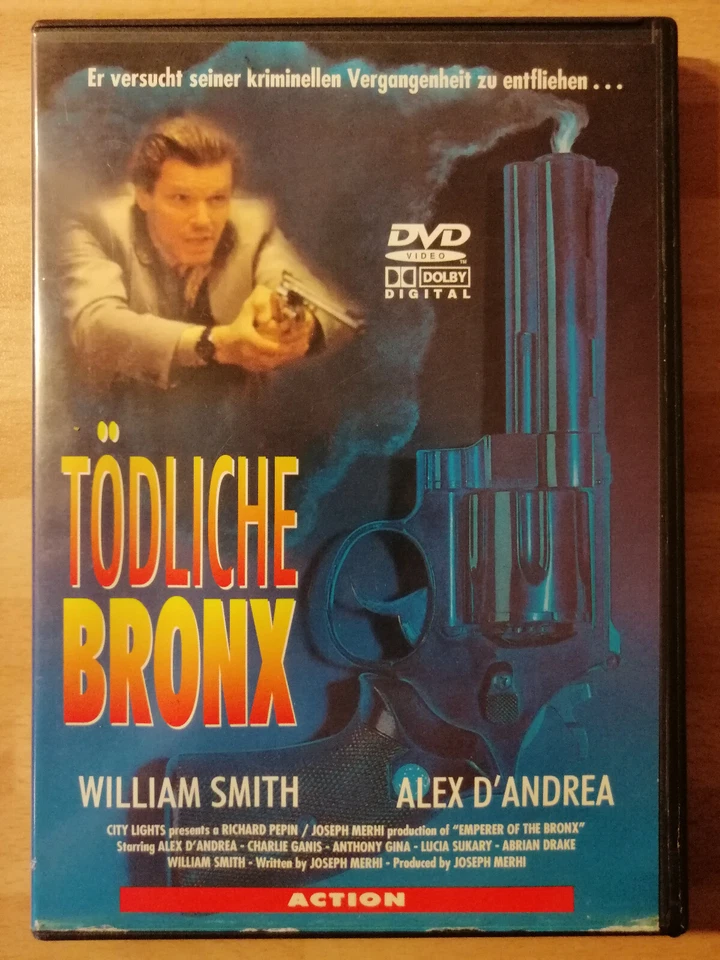 Er versucht seiner kriminellen Vergangenheit zu entfliehen . . .
DVD
VIDEO
TM
DOLBY
DIGITAL
TÖDLICHE
BRONX
WILLIAM SMITH ALEX D'ANDREA
CITY LIGHTS presents a RICHARD PEPIN / JOSEPH MERHI production of "EMPERER OF THE BRONX"
Starring ALEX D'ANDREA - CHARLIE GANIS - ANTHONY GINA - LUCIA SUKARY - ABRIAN DRAKE
WILLIAM SMITH - Written by JOSEPH MERHI - Produced by JOSEPH MERHI
ACTION